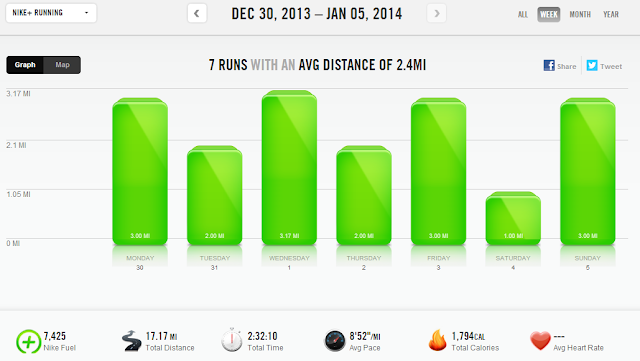 NIKE+ RUNNING
DEC 30, 2013 – JAN 05, 2014
ALL WEEK MONTH YEAR
Graph Map
7 RUNS WITH AN AVG DISTANCE OF 2.4MI
Share Tweet
3.17 MI
2.1 MI
1.05 MI
0 MI
3.00 MI 2.00 MI 3.17 MI 2.00 MI 3.00 MI 1.00 MI 3.00 MI
MONDAY TUESDAY WEDNESDAY THURSDAY FRIDAY SATURDAY SUNDAY
30 31 1 2 3 4 5
7,425 17.17 MI 2:32:10 8'52"/MI 1,794CAL ---
Nike Fuel Total Distance Total Time Avg Pace Total Calories Avg Heart Rate